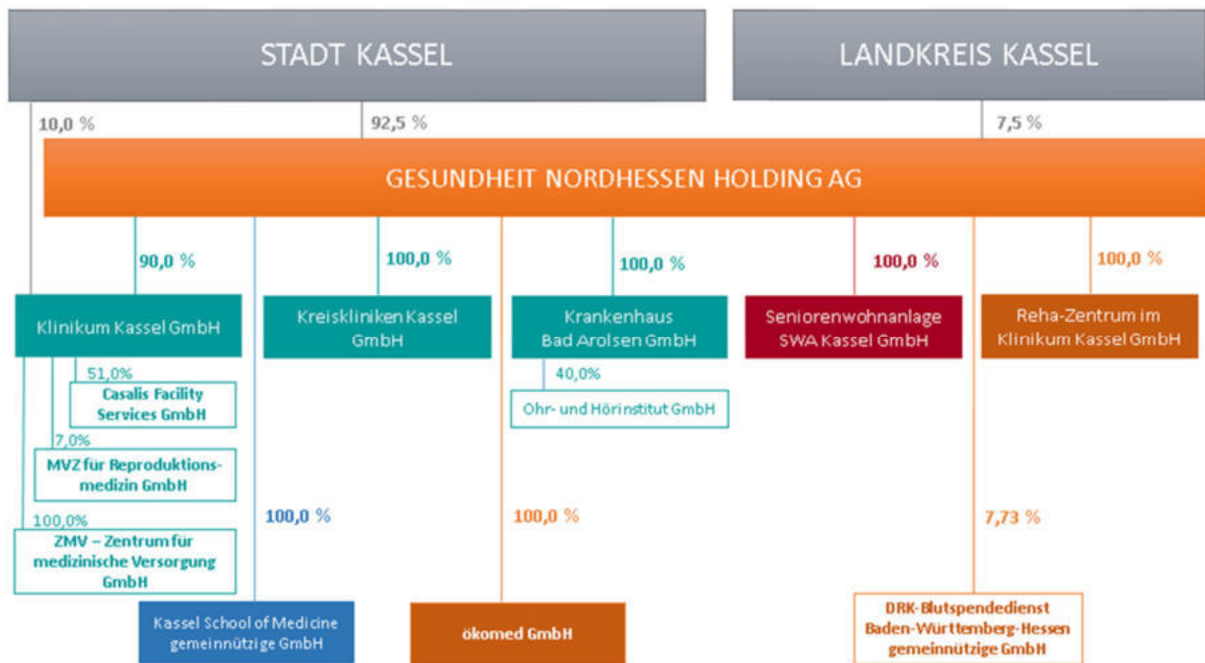 STADT KASSEL
LANDKREIS KASSEL
10,0 %
92,5 %
7,5 %
GESUNDHEIT NORDHESSEN HOLDING AG
90,0 %
100,0 %
100,0 %
100,0 %
100,0 %
Klinikum Kassel GmbH
Kreiskliniken Kassel
GmbH
Krankenhaus
Bad Arolsen GmbH
Seniorenwohnanlage
SWA Kassel GmbH
Reha-Zentrum im
Klinikum Kassel GmbH
51,0%
Casalis Facility
Services GmbH
40,0%
Ohr- und Hörinstitut GmbH
7,0%
MVZ für Reproduktions-
medizin GmbH
100,0%
ZMV – Zentrum für
medizinische Versorgung
GmbH
100,0 %
100,0 %
7,73 %
Kassel School of Medicine
gemeinnützige GmbH
ökomed GmbH
DRK-Blutspendedienst
Baden-Württemberg-Hessen
gemeinnützige GmbH